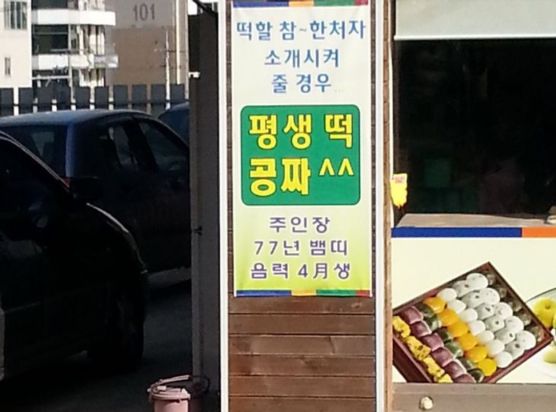 101
떡할 참~한처자
소개시켜
줄 경우...
평생 떡
공짜^^
주인장
77년 뱀띠
음력 4月생